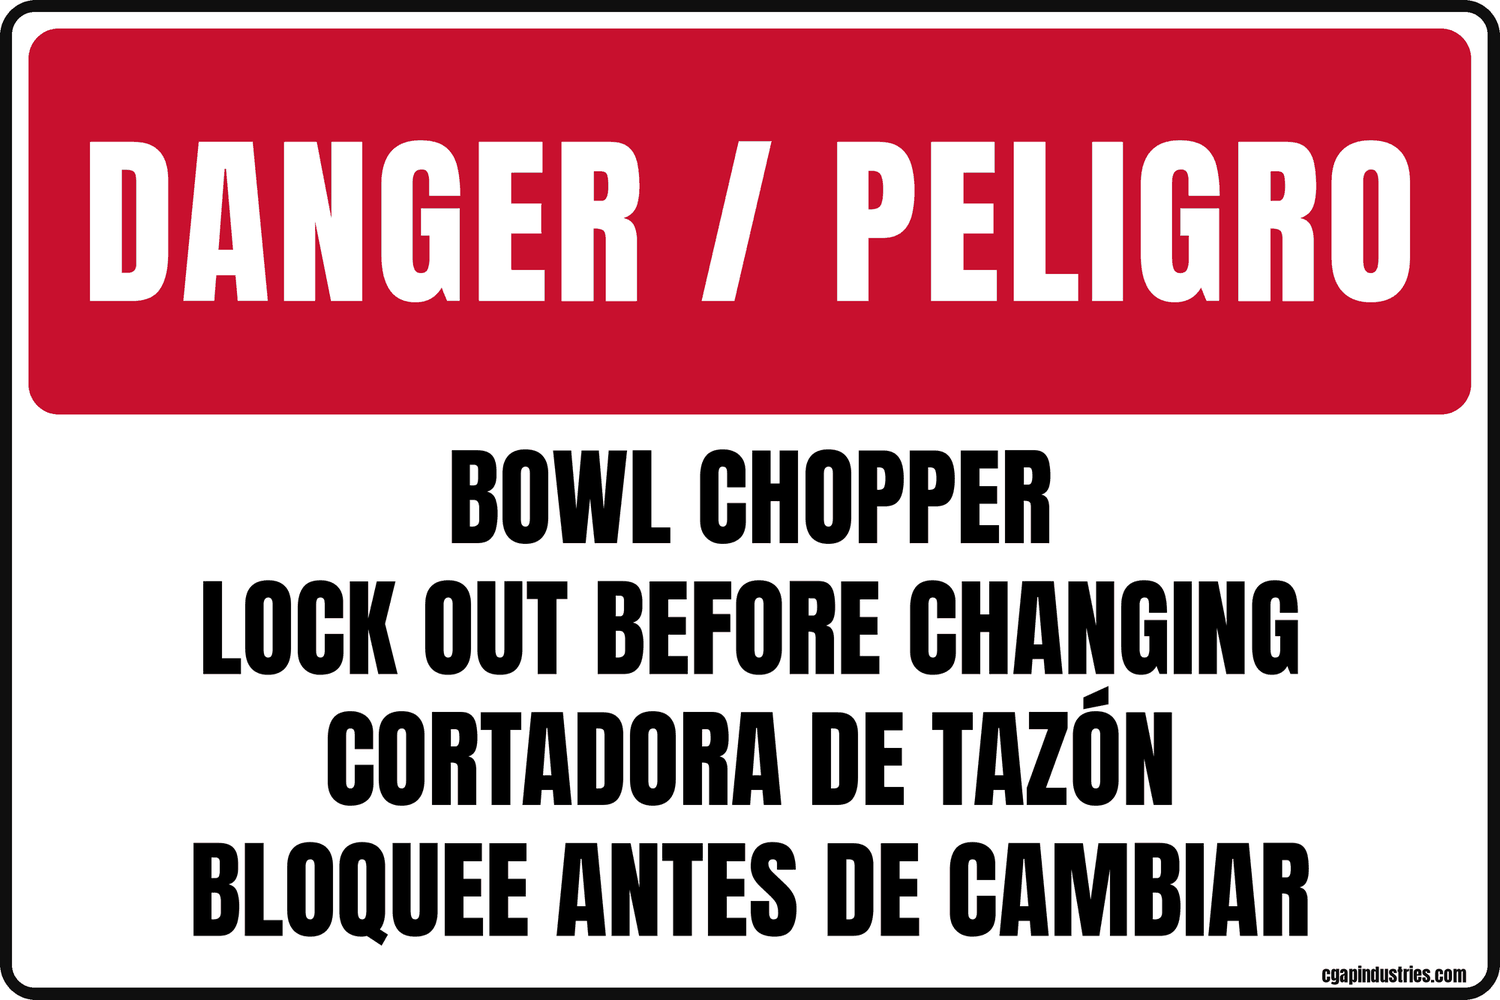 DANGER / PELIGRO
BOWL CHOPPER
LOCK OUT BEFORE CHANGING
CORTADORA DE TAZÓN
BLOQUEE ANTES DE CAMBIAR
cgapindustries.com